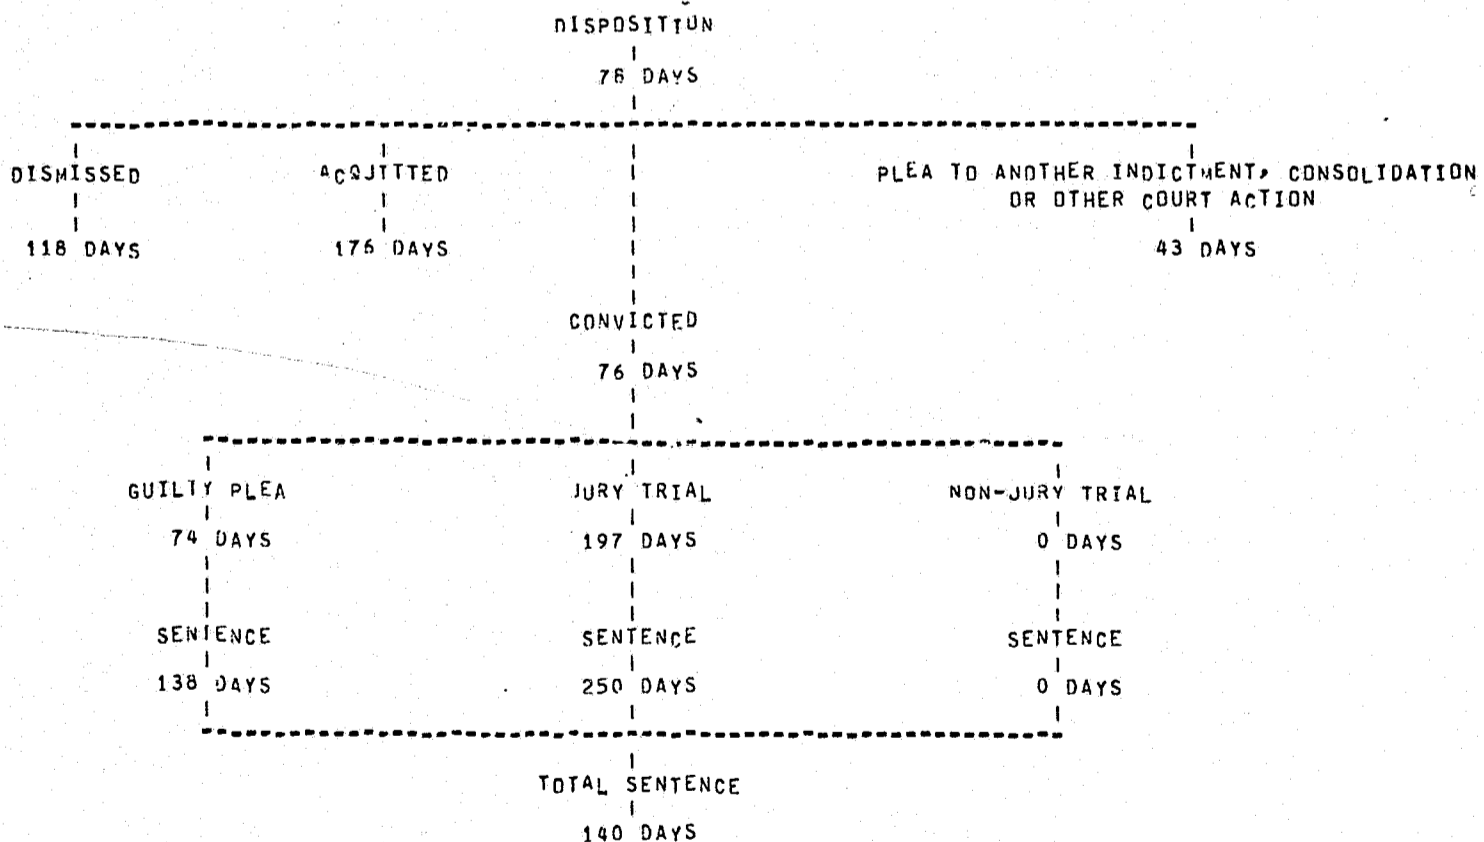 DISPOSITION
78 DAYS
DISMISSED ACQUITTED PLEA TO ANOTHER INDICTMENT, CONSOLIDATION
OR OTHER COURT ACTION
118 DAYS 176 DAYS 43 DAYS
CONVICTED
76 DAYS
GUILTY PLEA JURY TRIAL NON-JURY TRIAL
74 DAYS 197 DAYS 0 DAYS
SENTENCE SENTENCE SENTENCE
138 DAYS 250 DAYS 0 DAYS
TOTAL SENTENCE
140 DAYS